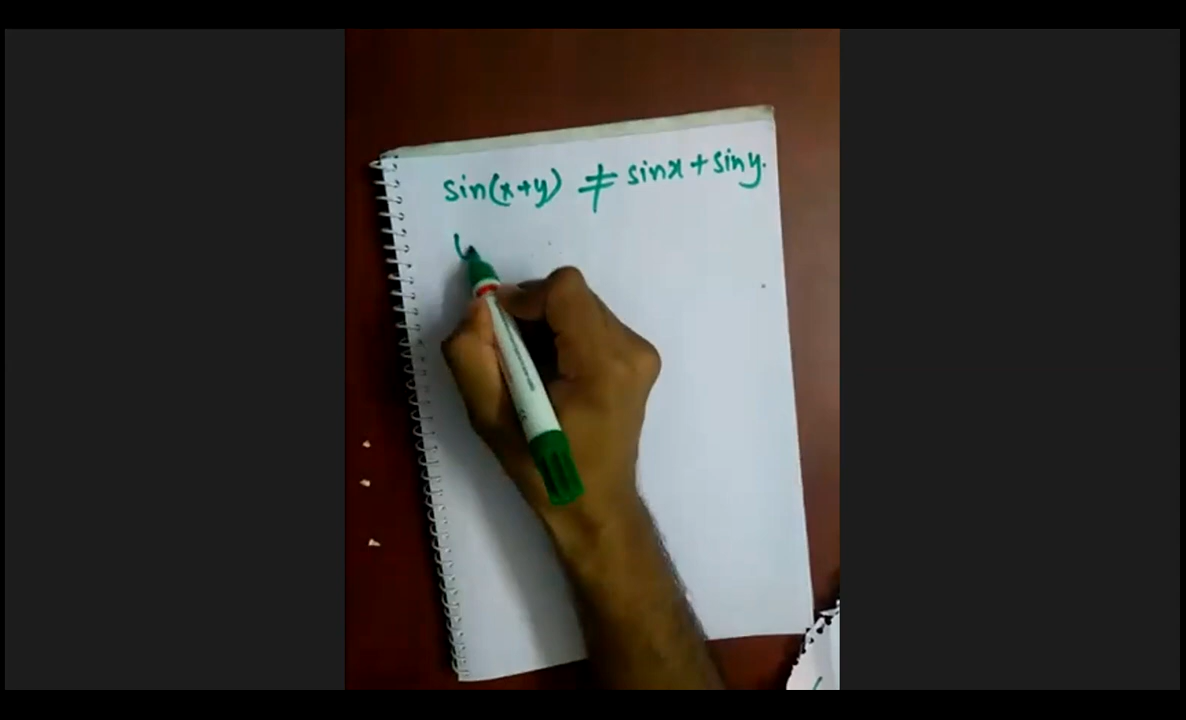 sin(x+y) ≠ sinx + siny.